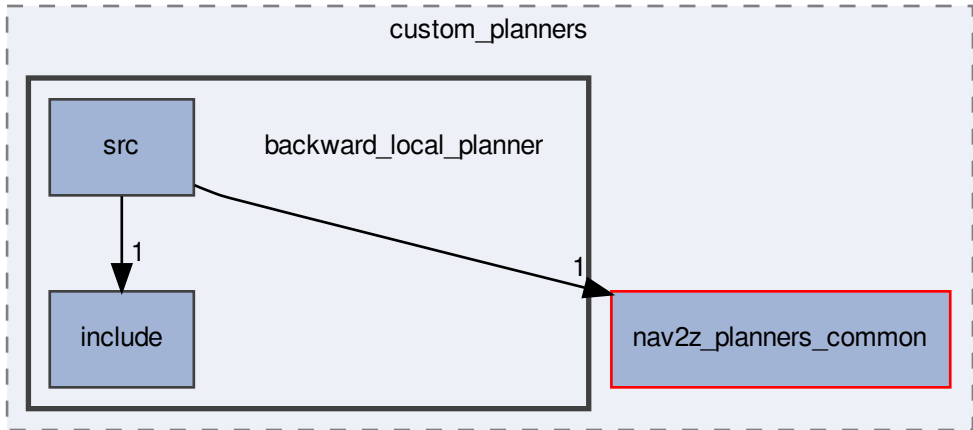 custom_planners
src
backward_local_planner
1
1
include
nav2z_planners_common